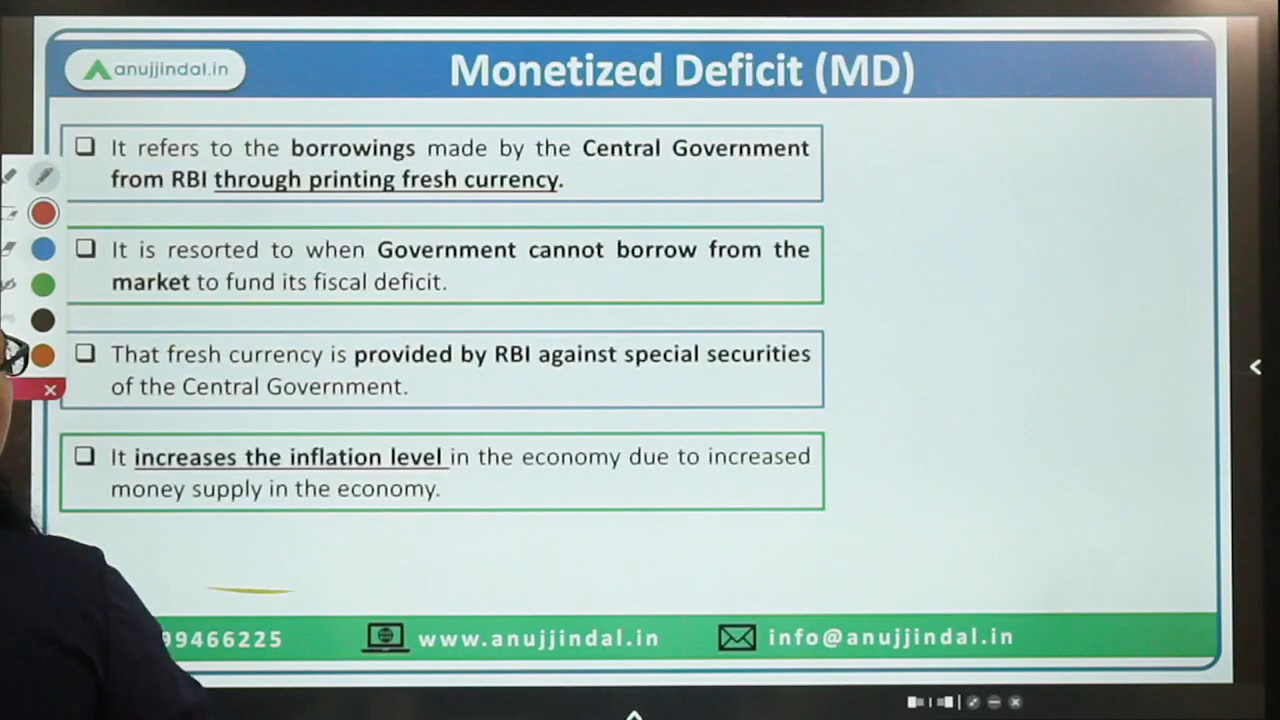 anujjindal.in
Monetized Deficit (MD)
It refers to the borrowings made by the Central Government
from RBI through printing fresh currency.
It is resorted to when Government cannot borrow from the
market to fund its fiscal deficit.
That fresh currency is provided by RBI against special securities
of the Central Government.
It increases the inflation level in the economy due to increased
money supply in the economy.
99466225 www.anujjindal.in info@anujjindal.in